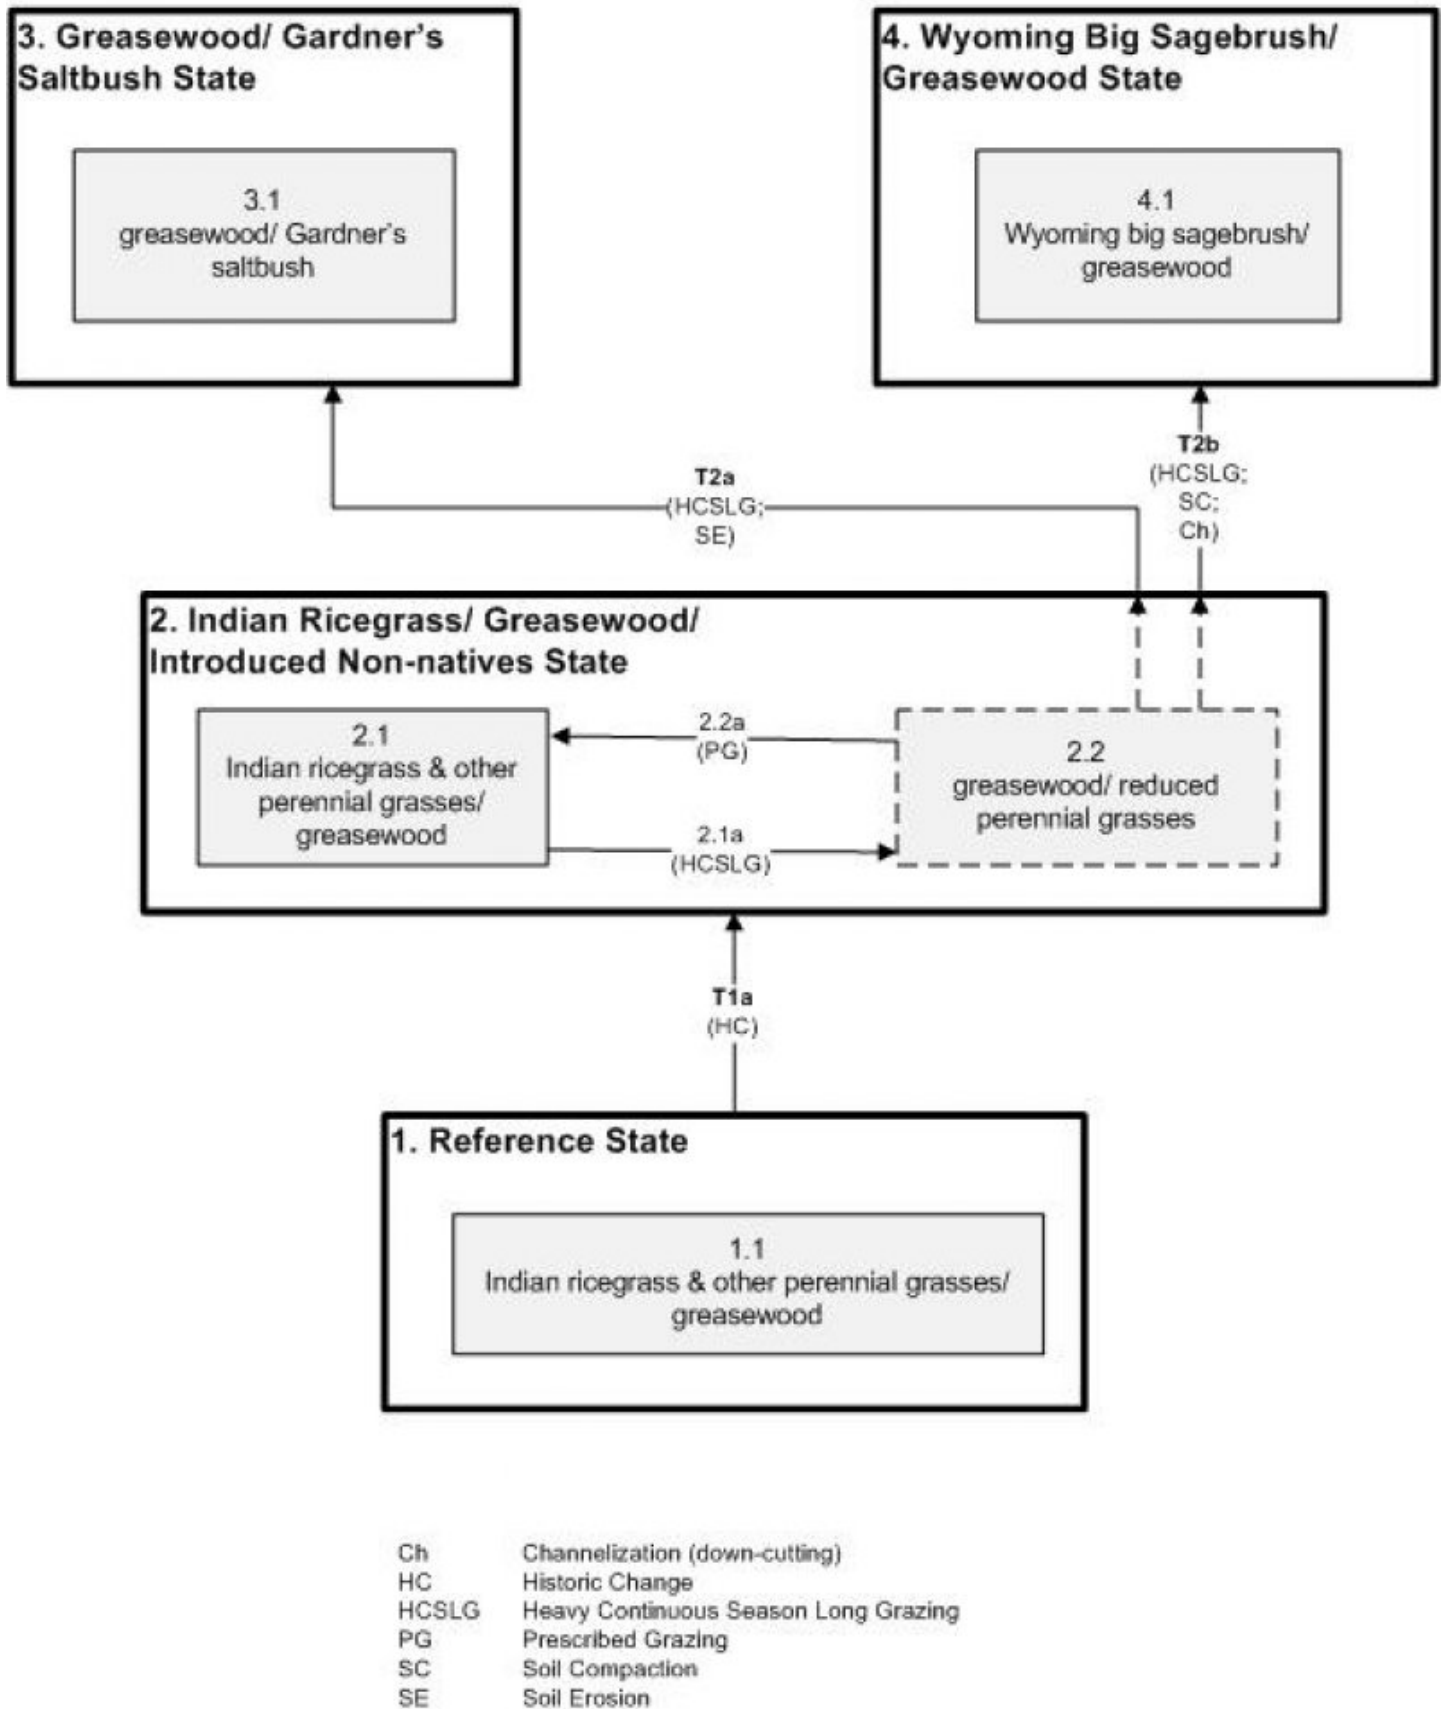 3. Greasewood/ Gardner's
Saltbush State
3.1
greasewood/ Gardner's
saltbush
4. Wyoming Big Sagebrush/
Greasewood State
4.1
Wyoming big sagebrush/
greasewood
T2a
(HCSLG;
SE)
T2b
(HCSLG;
SC;
Ch)
2. Indian Ricegrass/ Greasewood/
Introduced Non-natives State
2.1
Indian ricegrass & other
perennial grasses/
greasewood
2.2a
(PG)
2.1a
(HCSLG)
2.2
greasewood/ reduced
perennial grasses
T1a
(HC)
1. Reference State
1.1
Indian ricegrass & other perennial grasses/
greasewood
Ch Channelization (down-cutting)
HC Historic Change
HCSLG Heavy Continuous Season Long Grazing
PG Prescribed Grazing
SC Soil Compaction
SE Soil Erosion